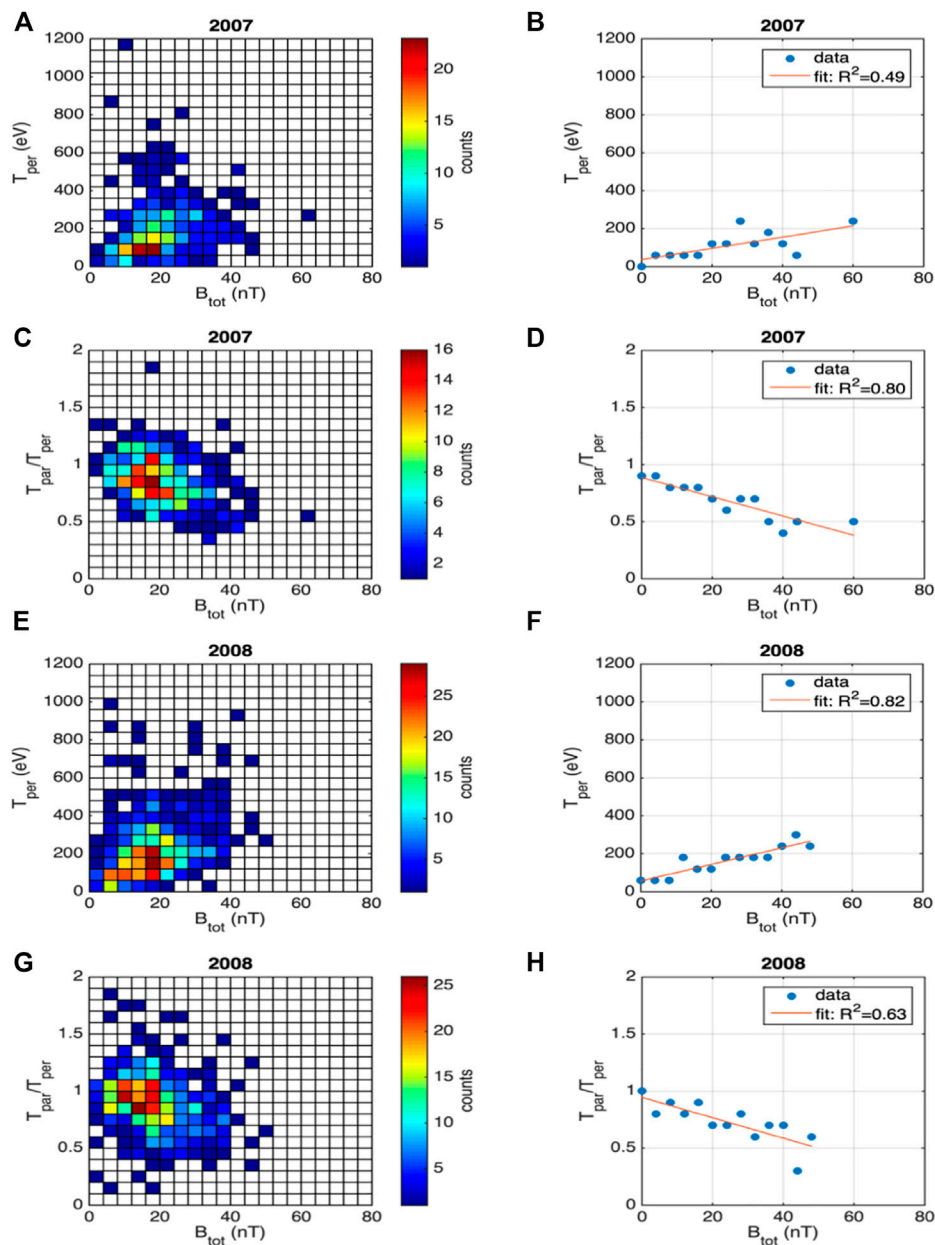 A
2007
1200
1000
800
600
400
200
0
T_per (eV)
0 20 40 60 80
B_tot (nT)
20
15
10
5
counts
B
2007
1200
1000
800
600
400
200
0
T_per (eV)
data
fit: R²=0.49
0 20 40 60 80
B_tot (nT)
C
2007
2
1.5
1
0.5
0
T_par/T_per
0 20 40 60 80
B_tot (nT)
16
14
12
10
8
6
4
2
counts
D
2007
2
1.5
1
0.5
0
T_par/T_per
data
fit: R²=0.80
0 20 40 60 80
B_tot (nT)
E
2008
1200
1000
800
600
400
200
0
T_per (eV)
0 20 40 60 80
B_tot (nT)
25
20
15
10
5
counts
F
2008
1200
1000
800
600
400
200
0
T_per (eV)
data
fit: R²=0.82
0 20 40 60 80
B_tot (nT)
G
2008
2
1.5
1
0.5
0
T_par/T_per
0 20 40 60 80
B_tot (nT)
25
20
15
10
5
counts
H
2008
2
1.5
1
0.5
0
T_par/T_per
data
fit: R²=0.63
0 20 40 60 80
B_tot (nT)